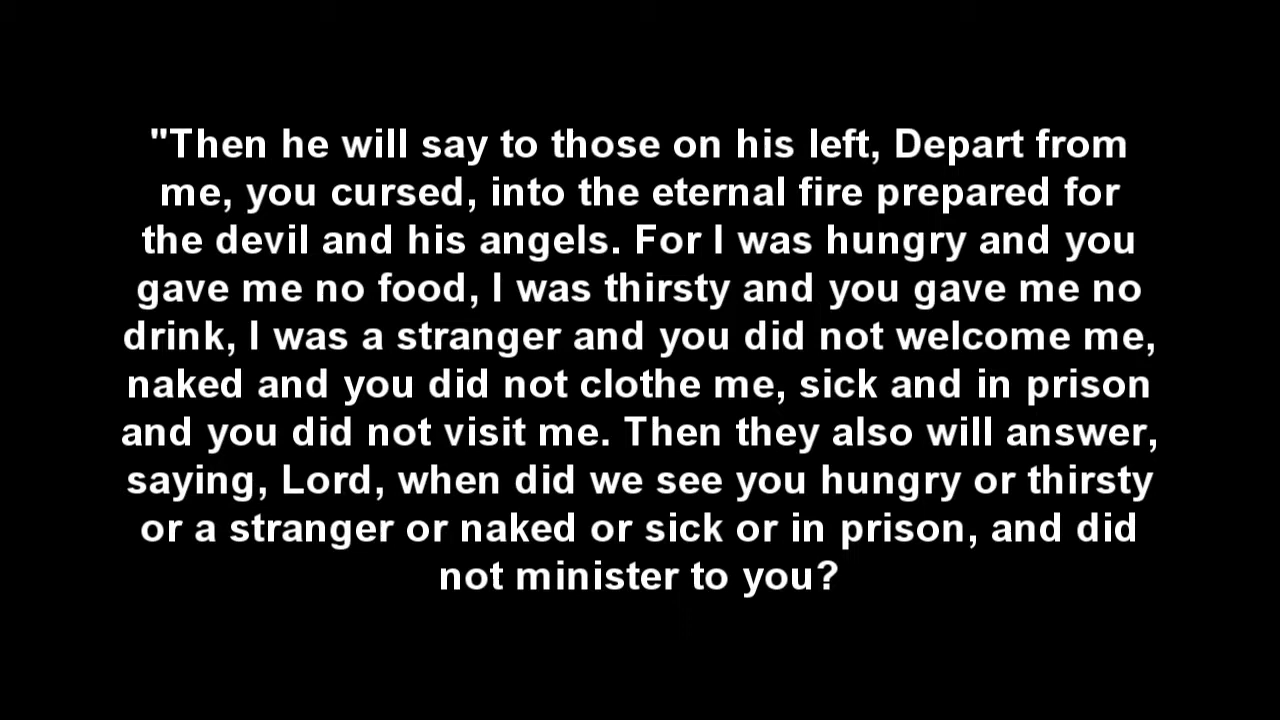 "Then he will say to those on his left, Depart from
me, you cursed, into the eternal fire prepared for
the devil and his angels. For I was hungry and you
gave me no food, I was thirsty and you gave me no
drink, I was a stranger and you did not welcome me,
naked and you did not clothe me, sick and in prison
and you did not visit me. Then they also will answer,
saying, Lord, when did we see you hungry or thirsty
or a stranger or naked or sick or in prison, and did
not minister to you?